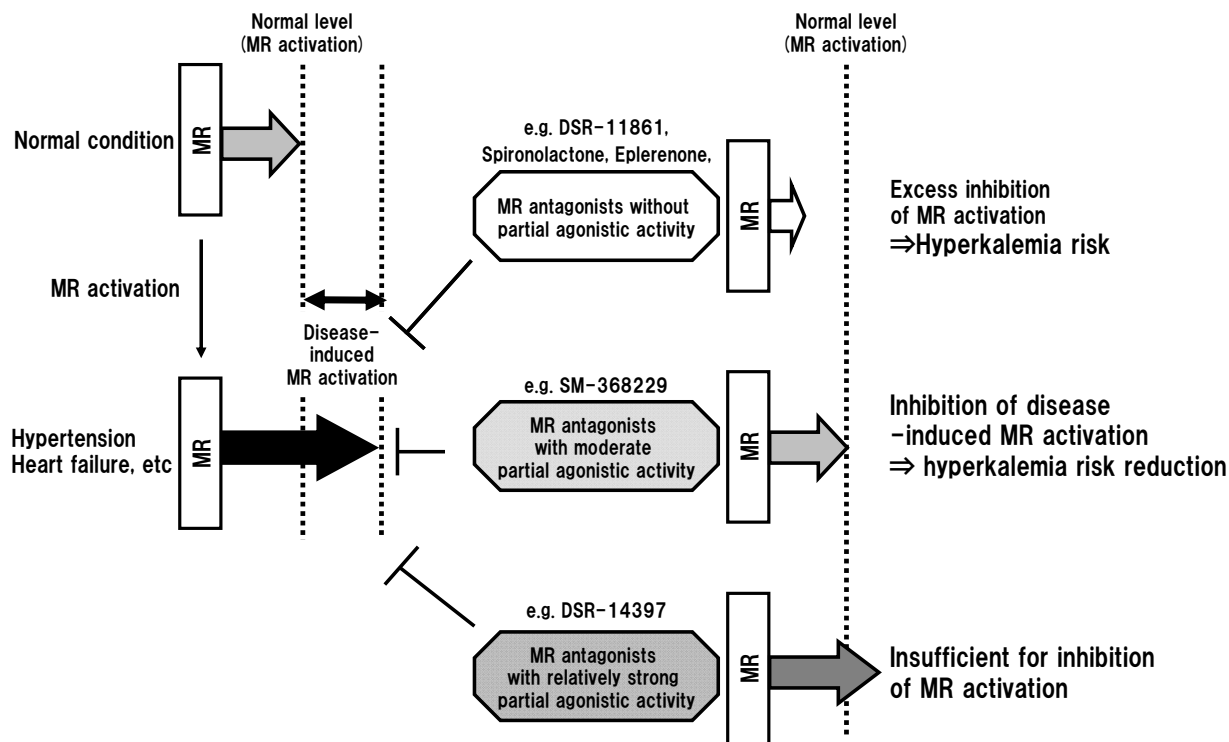 Normal level
(MR activation)
Normal condition
MR
MR activation
Disease-
induced
MR activation
Hypertension
Heart failure, etc
MR
Normal level
(MR activation)
e.g. DSR-11861,
Spironolactone, Eplerenone,
MR antagonists without
partial agonistic activity
MR
Excess inhibition
of MR activation
⇒Hyperkalemia risk
e.g. SM-368229
MR antagonists
with moderate
partial agonistic activity
MR
Inhibition of disease
-induced MR activation
⇒ hyperkalemia risk reduction
e.g. DSR-14397
MR antagonists
with relatively strong
partial agonistic activity
MR
Insufficient for inhibition
of MR activation